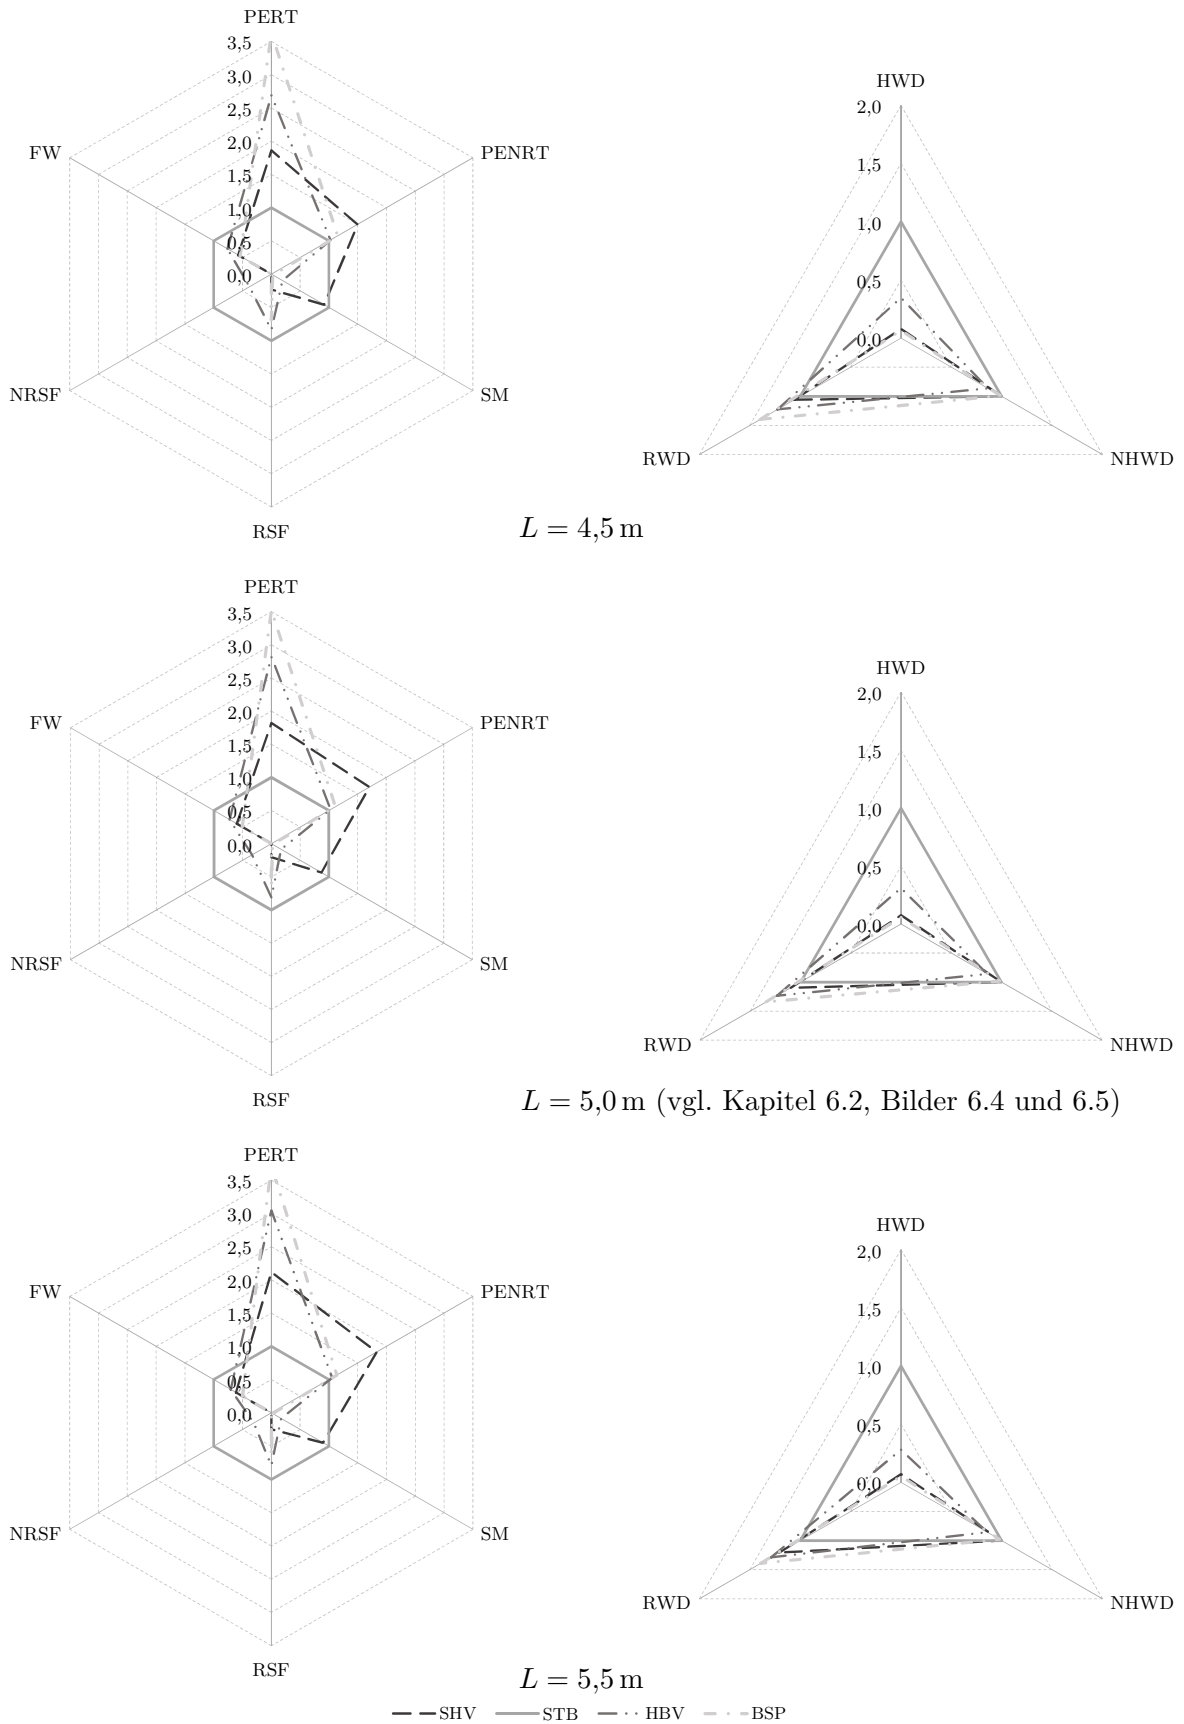 PERT
3,5
3,0
2,5
2,0
1,5
1,0
0,5
0,0
FW
PENRT
NRSF
SM
RSF
HWD
2,0
1,5
1,0
0,5
0,0
RWD
NHWD
L = 4,5 m
PERT
3,5
3,0
2,5
2,0
1,5
1,0
0,5
0,0
FW
PENRT
NRSF
SM
RSF
HWD
2,0
1,5
1,0
0,5
0,0
RWD
NHWD
L = 5,0 m (vgl. Kapitel 6.2, Bilder 6.4 und 6.5)
PERT
3,5
3,0
2,5
2,0
1,5
1,0
0,5
0,0
FW
PENRT
NRSF
SM
RSF
HWD
2,0
1,5
1,0
0,5
0,0
RWD
NHWD
L = 5,5 m
SHV STB HBV BSP